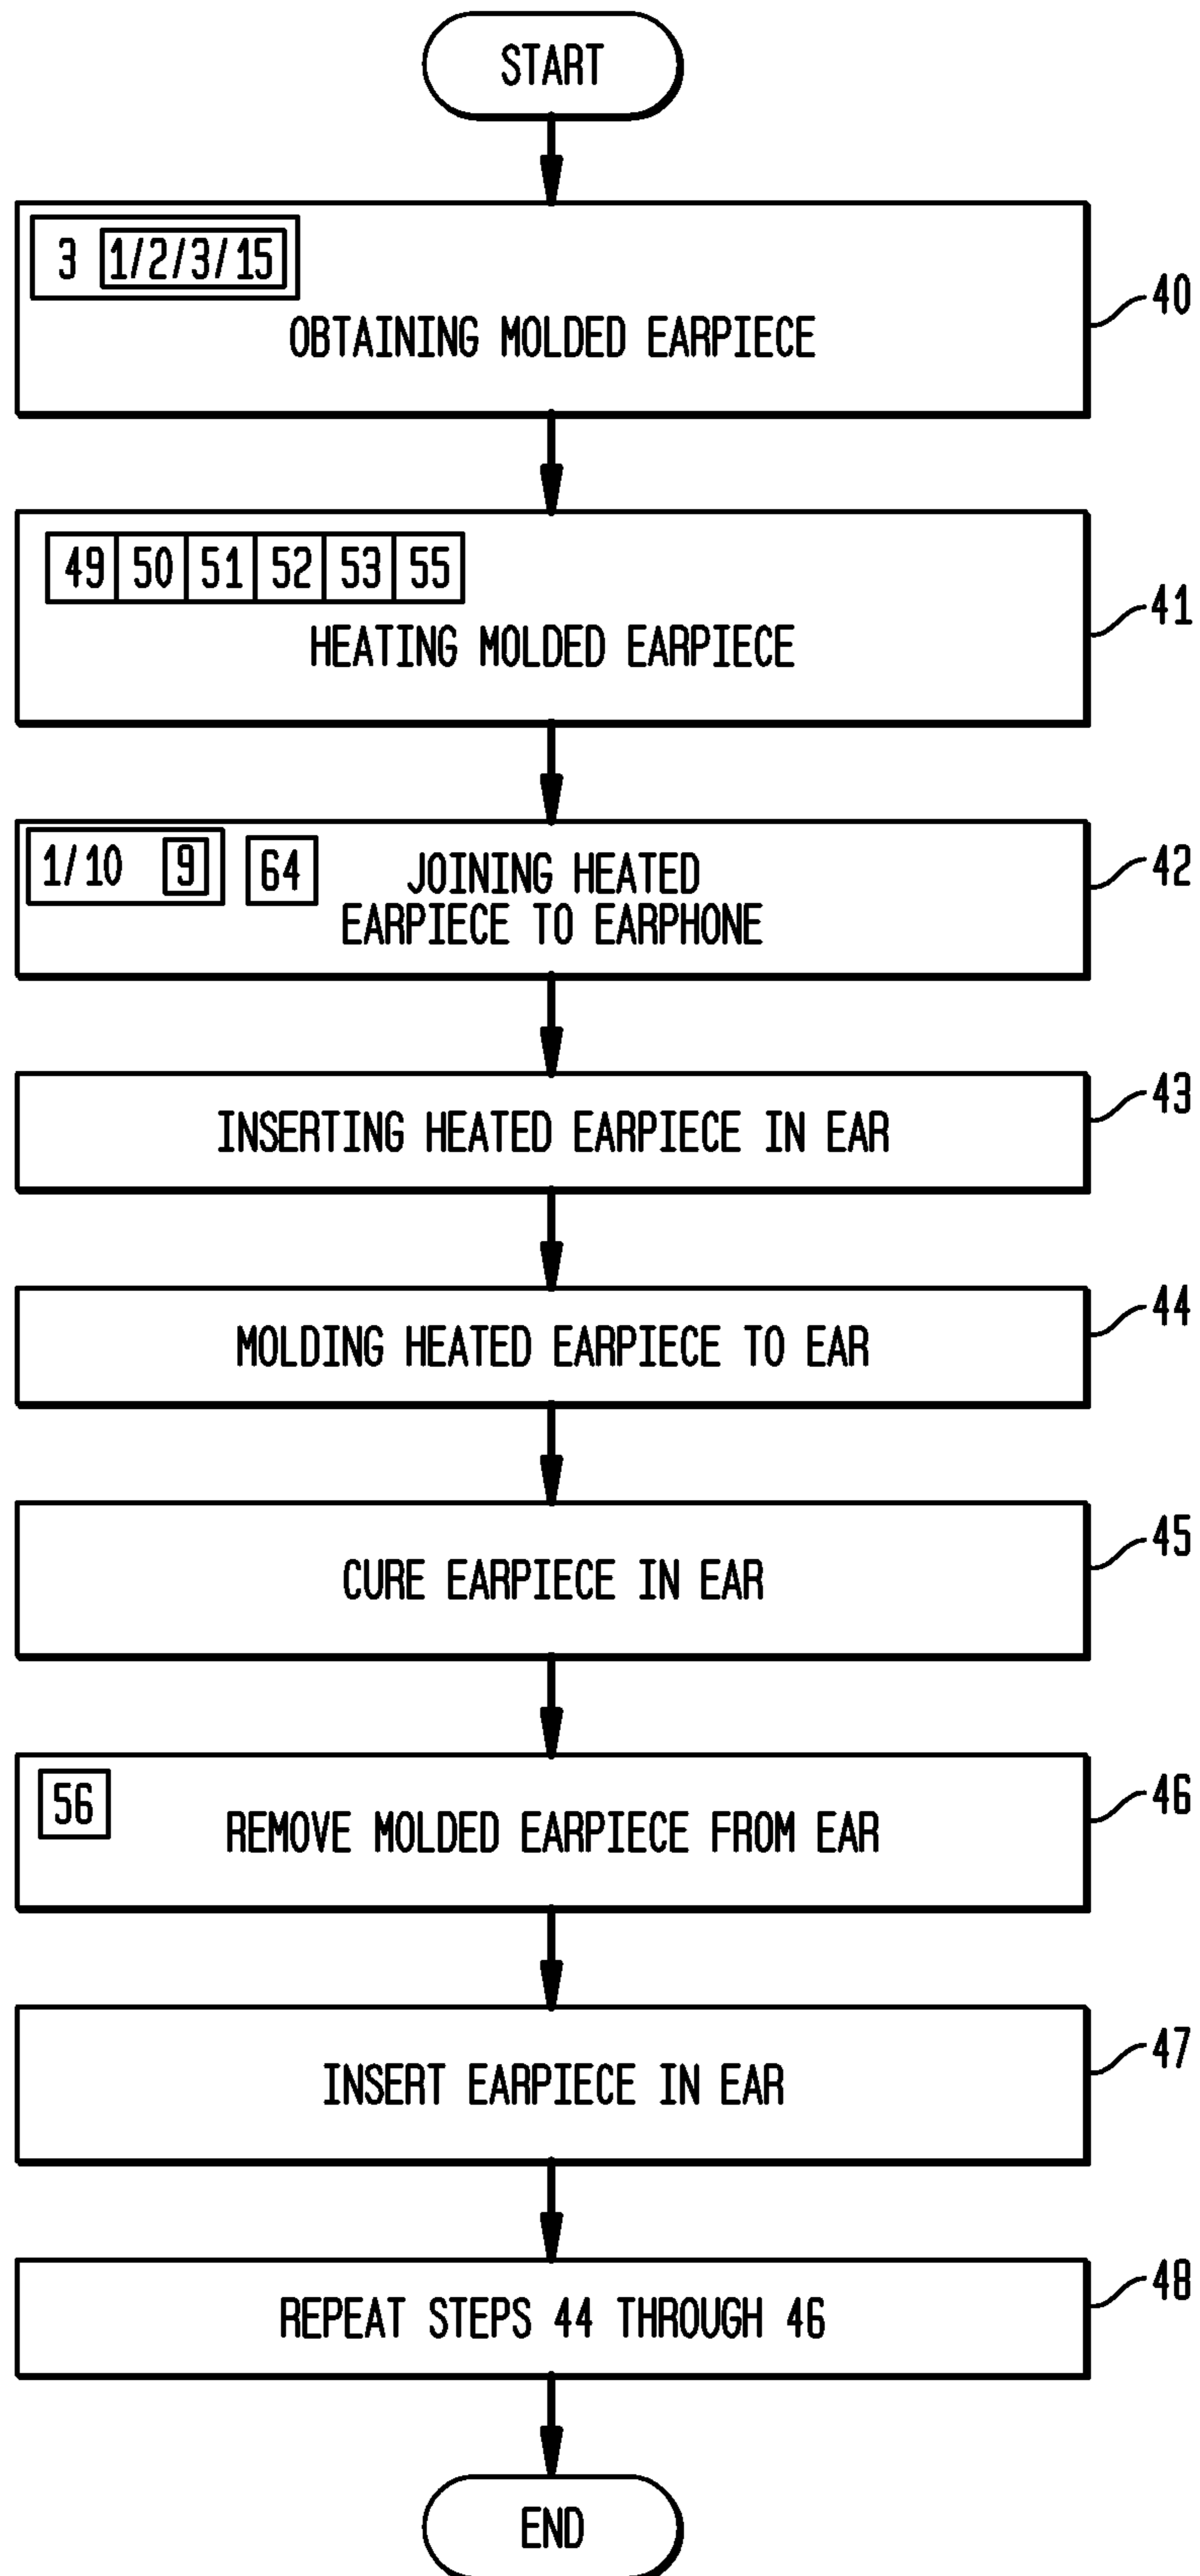 START
3 1/2/3/15
OBTAINING MOLDED EARPIECE
40
49 50 51 52 53 55
HEATING MOLDED EARPIECE
41
1/10 9 64
JOINING HEATED
EARPIECE TO EARPHONE
42
INSERTING HEATED EARPIECE IN EAR
43
MOLDING HEATED EARPIECE TO EAR
44
CURE EARPIECE IN EAR
45
56
REMOVE MOLDED EARPIECE FROM EAR
46
INSERT EARPIECE IN EAR
47
REPEAT STEPS 44 THROUGH 46
48
END